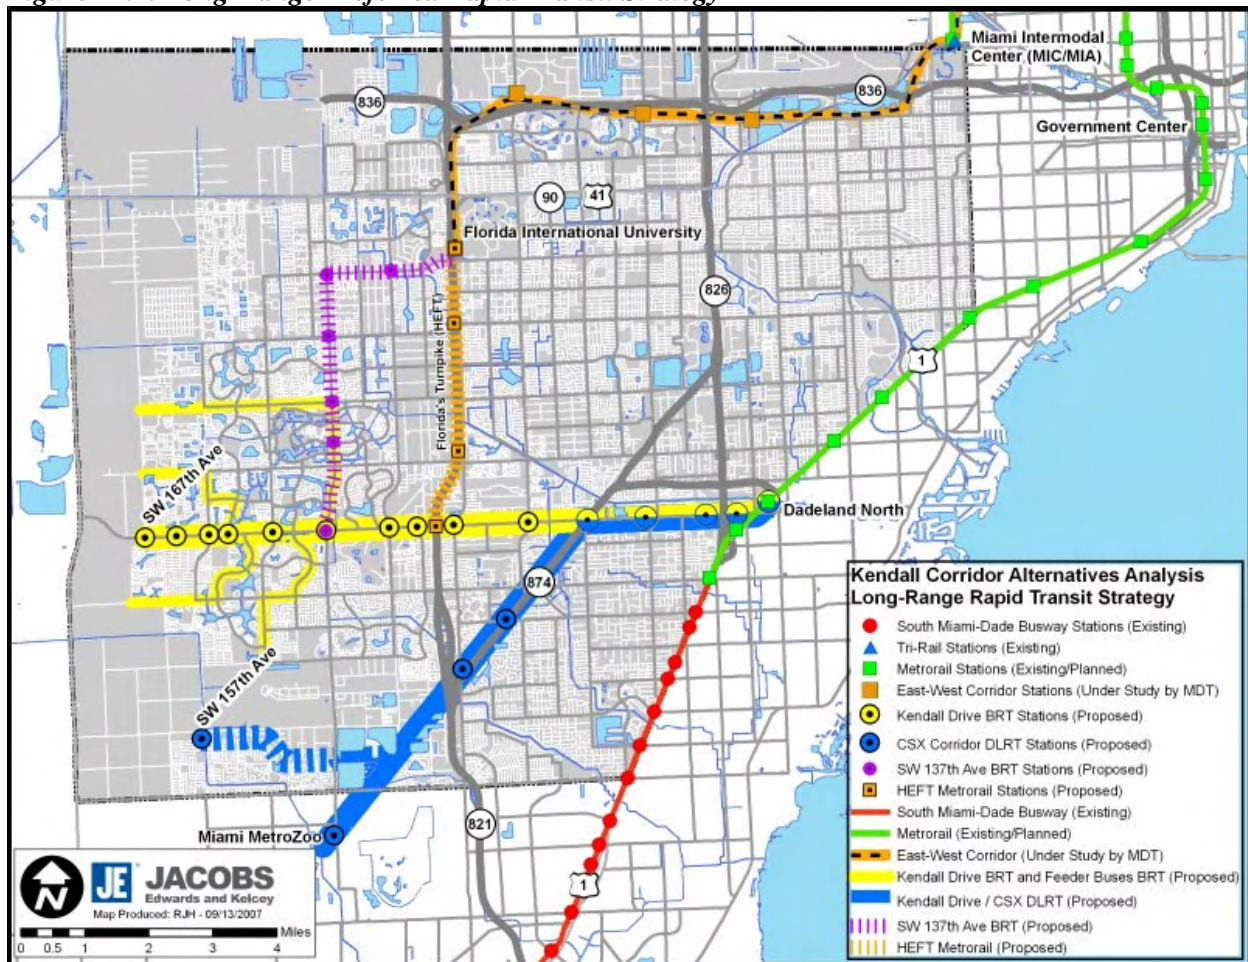 Miami Intermodal
Center (MIC/MIA)
836
836
Government Center
90
41
Florida International University
826
Florida's Turnpike (HEFT)
1
SW 167th Ave
Dadeland North
874
SW 157th Ave
Miami MetroZoo
821
1
Kendall Corridor Alternatives Analysis
Long-Range Rapid Transit Strategy
South Miami-Dade Busway Stations (Existing)
Tri-Rail Stations (Existing)
Metrorail Stations (Existing/Planned)
East-West Corridor Stations (Under Study by MDT)
Kendall Drive BRT Stations (Proposed)
CSX Corridor DLRT Stations (Proposed)
SW 137th Ave BRT Stations (Proposed)
HEFT Metrorail Stations (Proposed)
South Miami-Dade Busway (Existing)
Metrorail (Existing/Planned)
East-West Corridor (Under Study by MDT)
Kendall Drive BRT and Feeder Buses BRT (Proposed)
Kendall Drive / CSX DLRT (Proposed)
SW 137th Ave BRT (Proposed)
HEFT Metrorail (Proposed)
N
JE JACOBS
Edwards and Kelcey
Map Produced: RJH - 09/13/2007
Miles
0 0.5 1 2 3 4